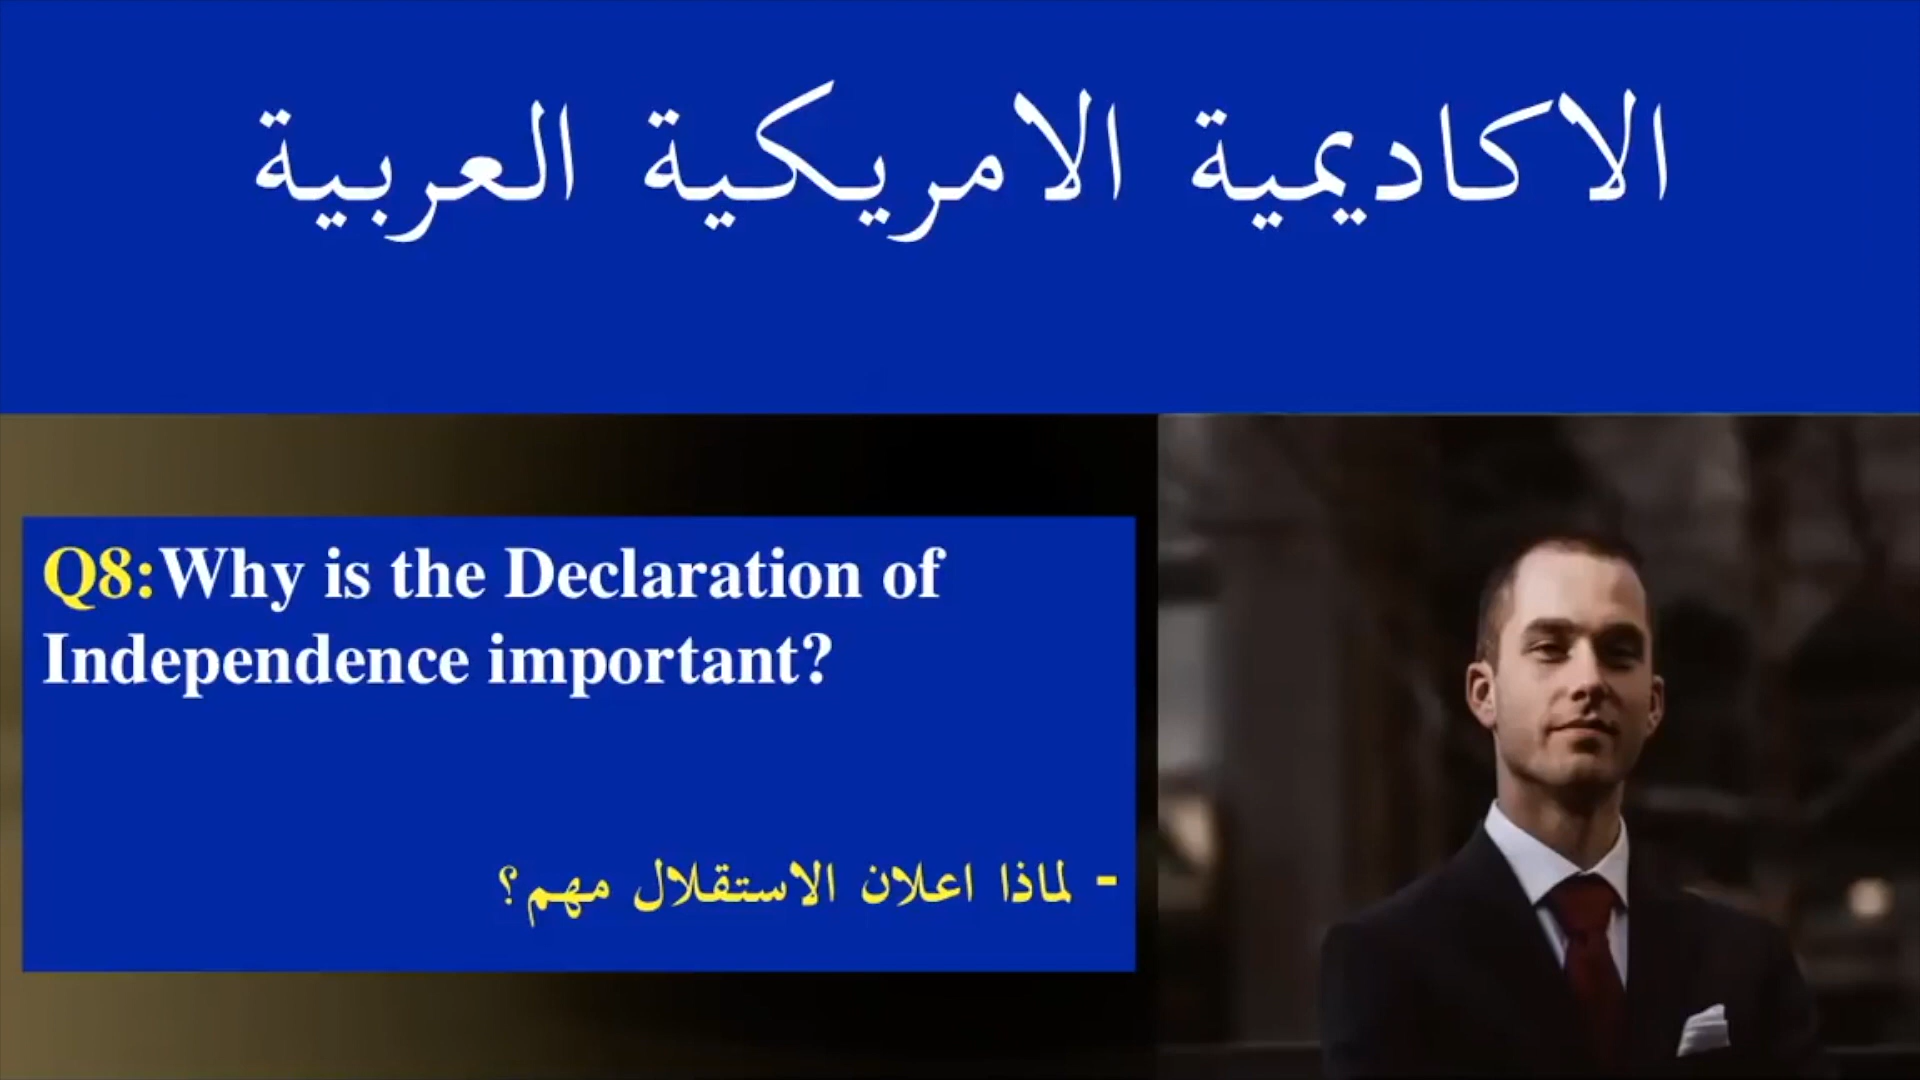 الاكاديمية الامريكية العربية
Q8:Why is the Declaration of
Independence important?
- لماذا اعلان الاستقلال مهم؟